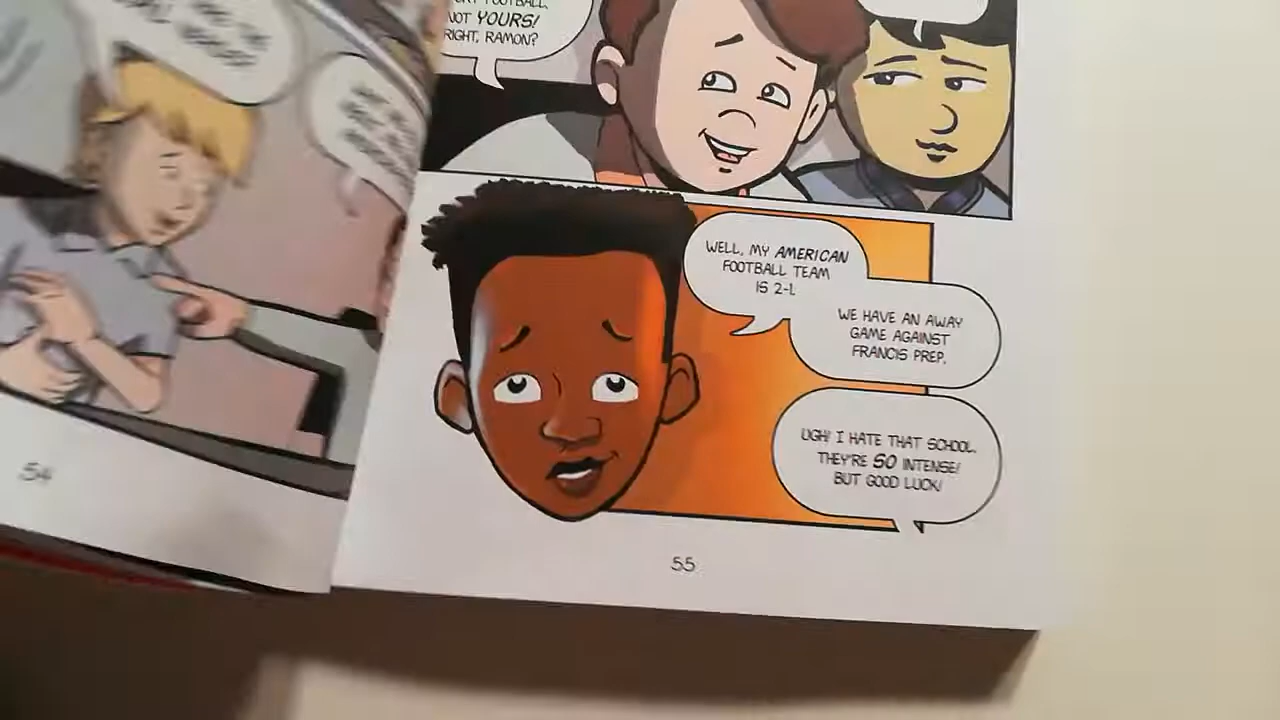 54
FOOTBALL,
NOT YOURS!
RIGHT, RAMON?
WELL, MY AMERICAN
FOOTBALL TEAM
IS 2-1.
WE HAVE AN AWAY
GAME AGAINST
FRANCIS PREP.
UGH! I HATE THAT SCHOOL.
THEY'RE SO INTENSE!
BUT GOOD LUCK!
55